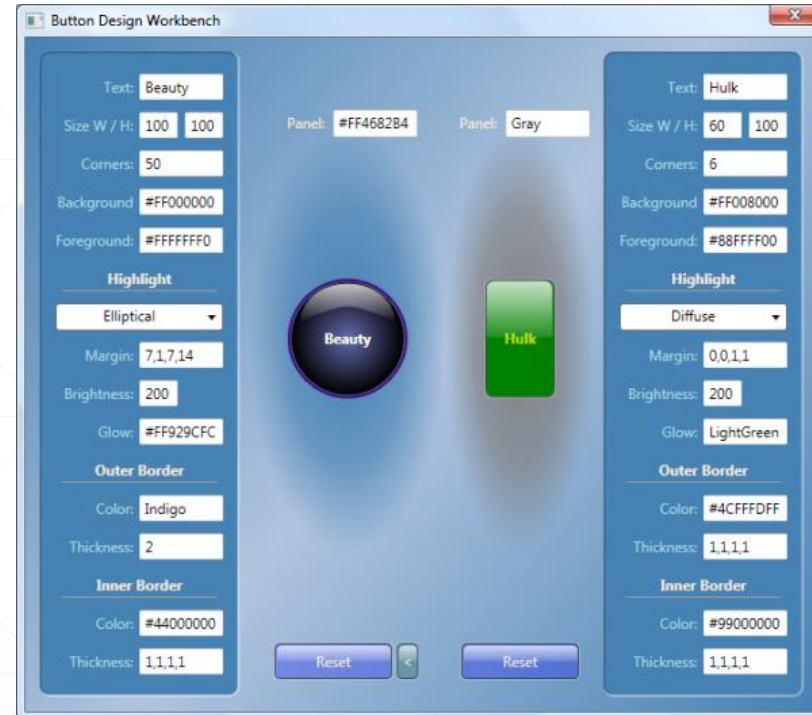 Button Design Workbench
Text: Beauty
Size W / H: 100 100
Corners: 50
Background #FF000000
Foreground: #FFFFFFF0
Highlight
Elliptical
Margin: 7,1,7,14
Brightness: 200
Glow: #FF929CFC
Outer Border
Color: Indigo
Thickness: 2
Inner Border
Color: #44000000
Thickness: 1,1,1,1
Panel: #FF4682B4
Panel: Gray
Beauty
Hulk
Reset <
Reset
Text: Hulk
Size W / H: 60 100
Corners: 6
Background #FF008000
Foreground: #88FFFF00
Highlight
Diffuse
Margin: 0,0,1,1
Brightness: 200
Glow: LightGreen
Outer Border
Color: #4CFFFDFF
Thickness: 1,1,1,1
Inner Border
Color: #99000000
Thickness: 1,1,1,1